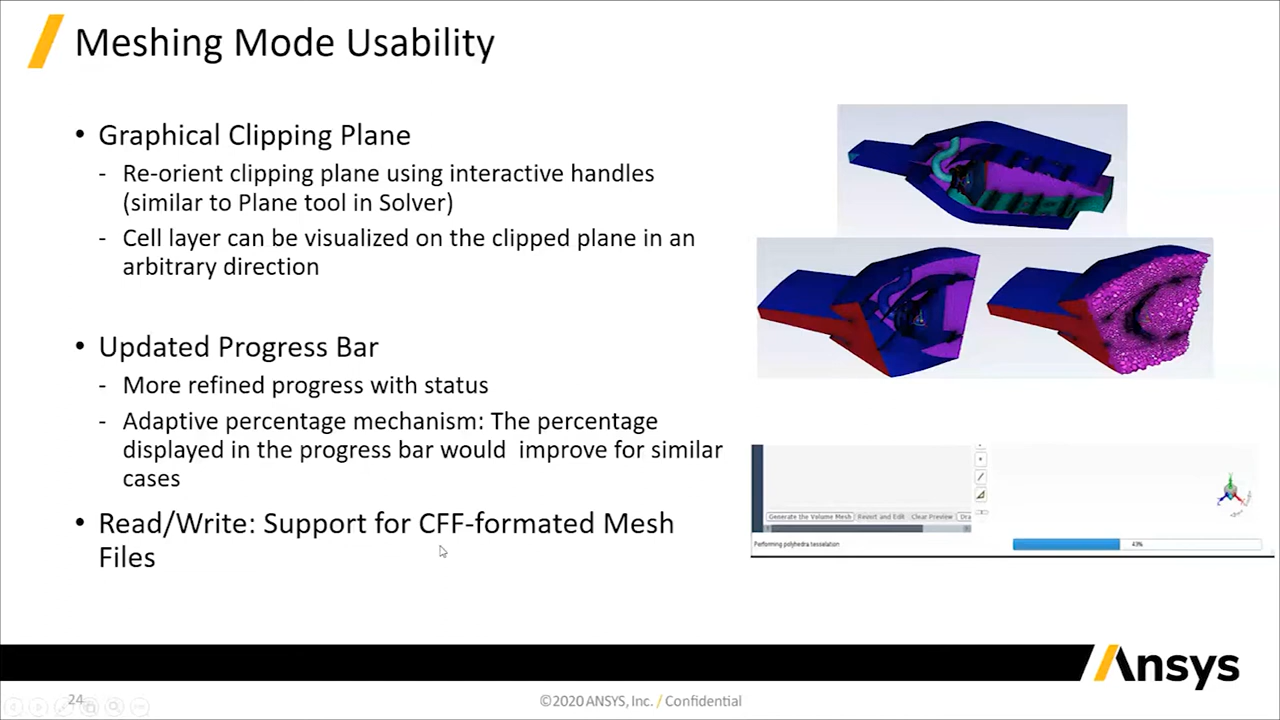 Meshing Mode Usability
• Graphical Clipping Plane
- Re-orient clipping plane using interactive handles
(similar to Plane tool in Solver)
- Cell layer can be visualized on the clipped plane in an
arbitrary direction
• Updated Progress Bar
- More refined progress with status
- Adaptive percentage mechanism: The percentage
displayed in the progress bar would  improve for similar
cases
• Read/Write: Support for CFF-formated Mesh
Files
Generate the Volume Mesh Revert and Edit Clear Preview Dra
Performing polyhedra tesselation 43%
Ansys
24
©2020 ANSYS, Inc. / Confidential